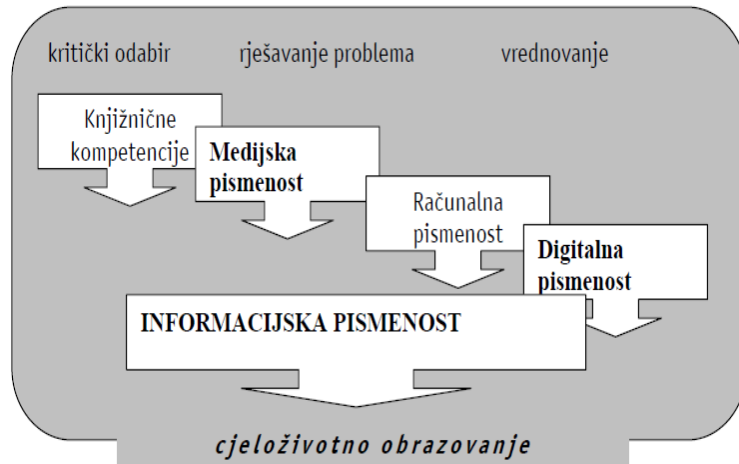 kritički odabir rješavanje problema vrednovanje
Knjižnične
kompetencije
Medijska
pismenost
Računalna
pismenost
Digitalna
pismenost
INFORMACIJSKA PISMENOST
cjeloživotno obrazovanje